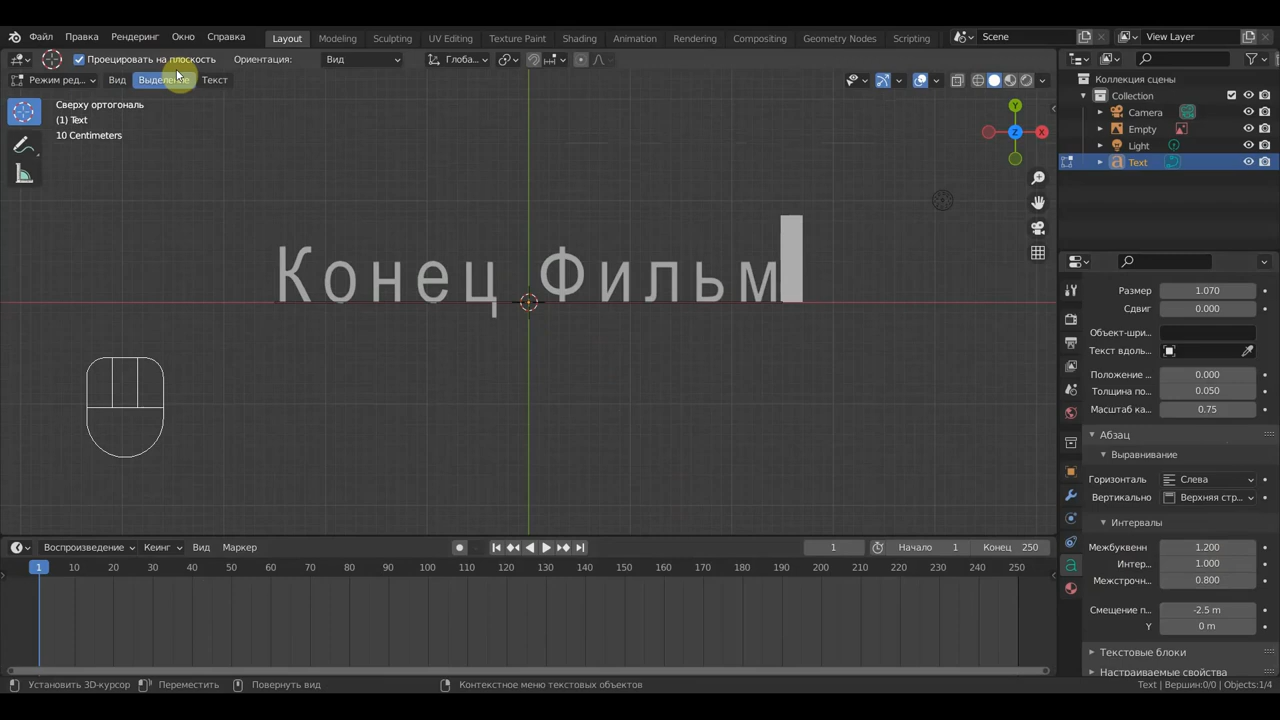 Файл Правка Рендеринг Окно Справка Layout Modeling Sculpting UV Editing Texture Paint Shading Animation Rendering Compositing Geometry Nodes Scripting Scene View Layer
Проецировать на плоскость Ориентация: Вид Глоба...
Режим ред... Вид Выделение Текст
Сверху ортогональ
(1) Text
10 Centimeters
Y
Z
X
Конец Фильм
Коллекция сцены
Collection
Camera
Empty
Light
Text
Размер 1.070
Сдвиг 0.000
Объект-шри...
Текст вдоль...
Положение ... 0.000
Толщина по... 0.050
Масштаб ка... 0.75
Абзац
Выравнивание
Горизонталь Слева
Вертикально Верхняя стр...
Интервалы
Межбуквенн 1.200
Интер... 1.000
Межстрочн... 0.800
Смещение п... -2.5 m
Y 0 m
Текстовые блоки
Настраиваемые свойства
Воспроизведение Кеинг Вид Маркер 1 Начало 1 Конец 250
1 10 20 30 40 50 60 70 80 90 100 110 120 130 140 150 160 170 180 190 200 210 220 230 240 250
Установить 3D-курсор Переместить Повернуть вид Контекстное меню текстовых объектов Text | Вершин:0/0 | Objects:1/4